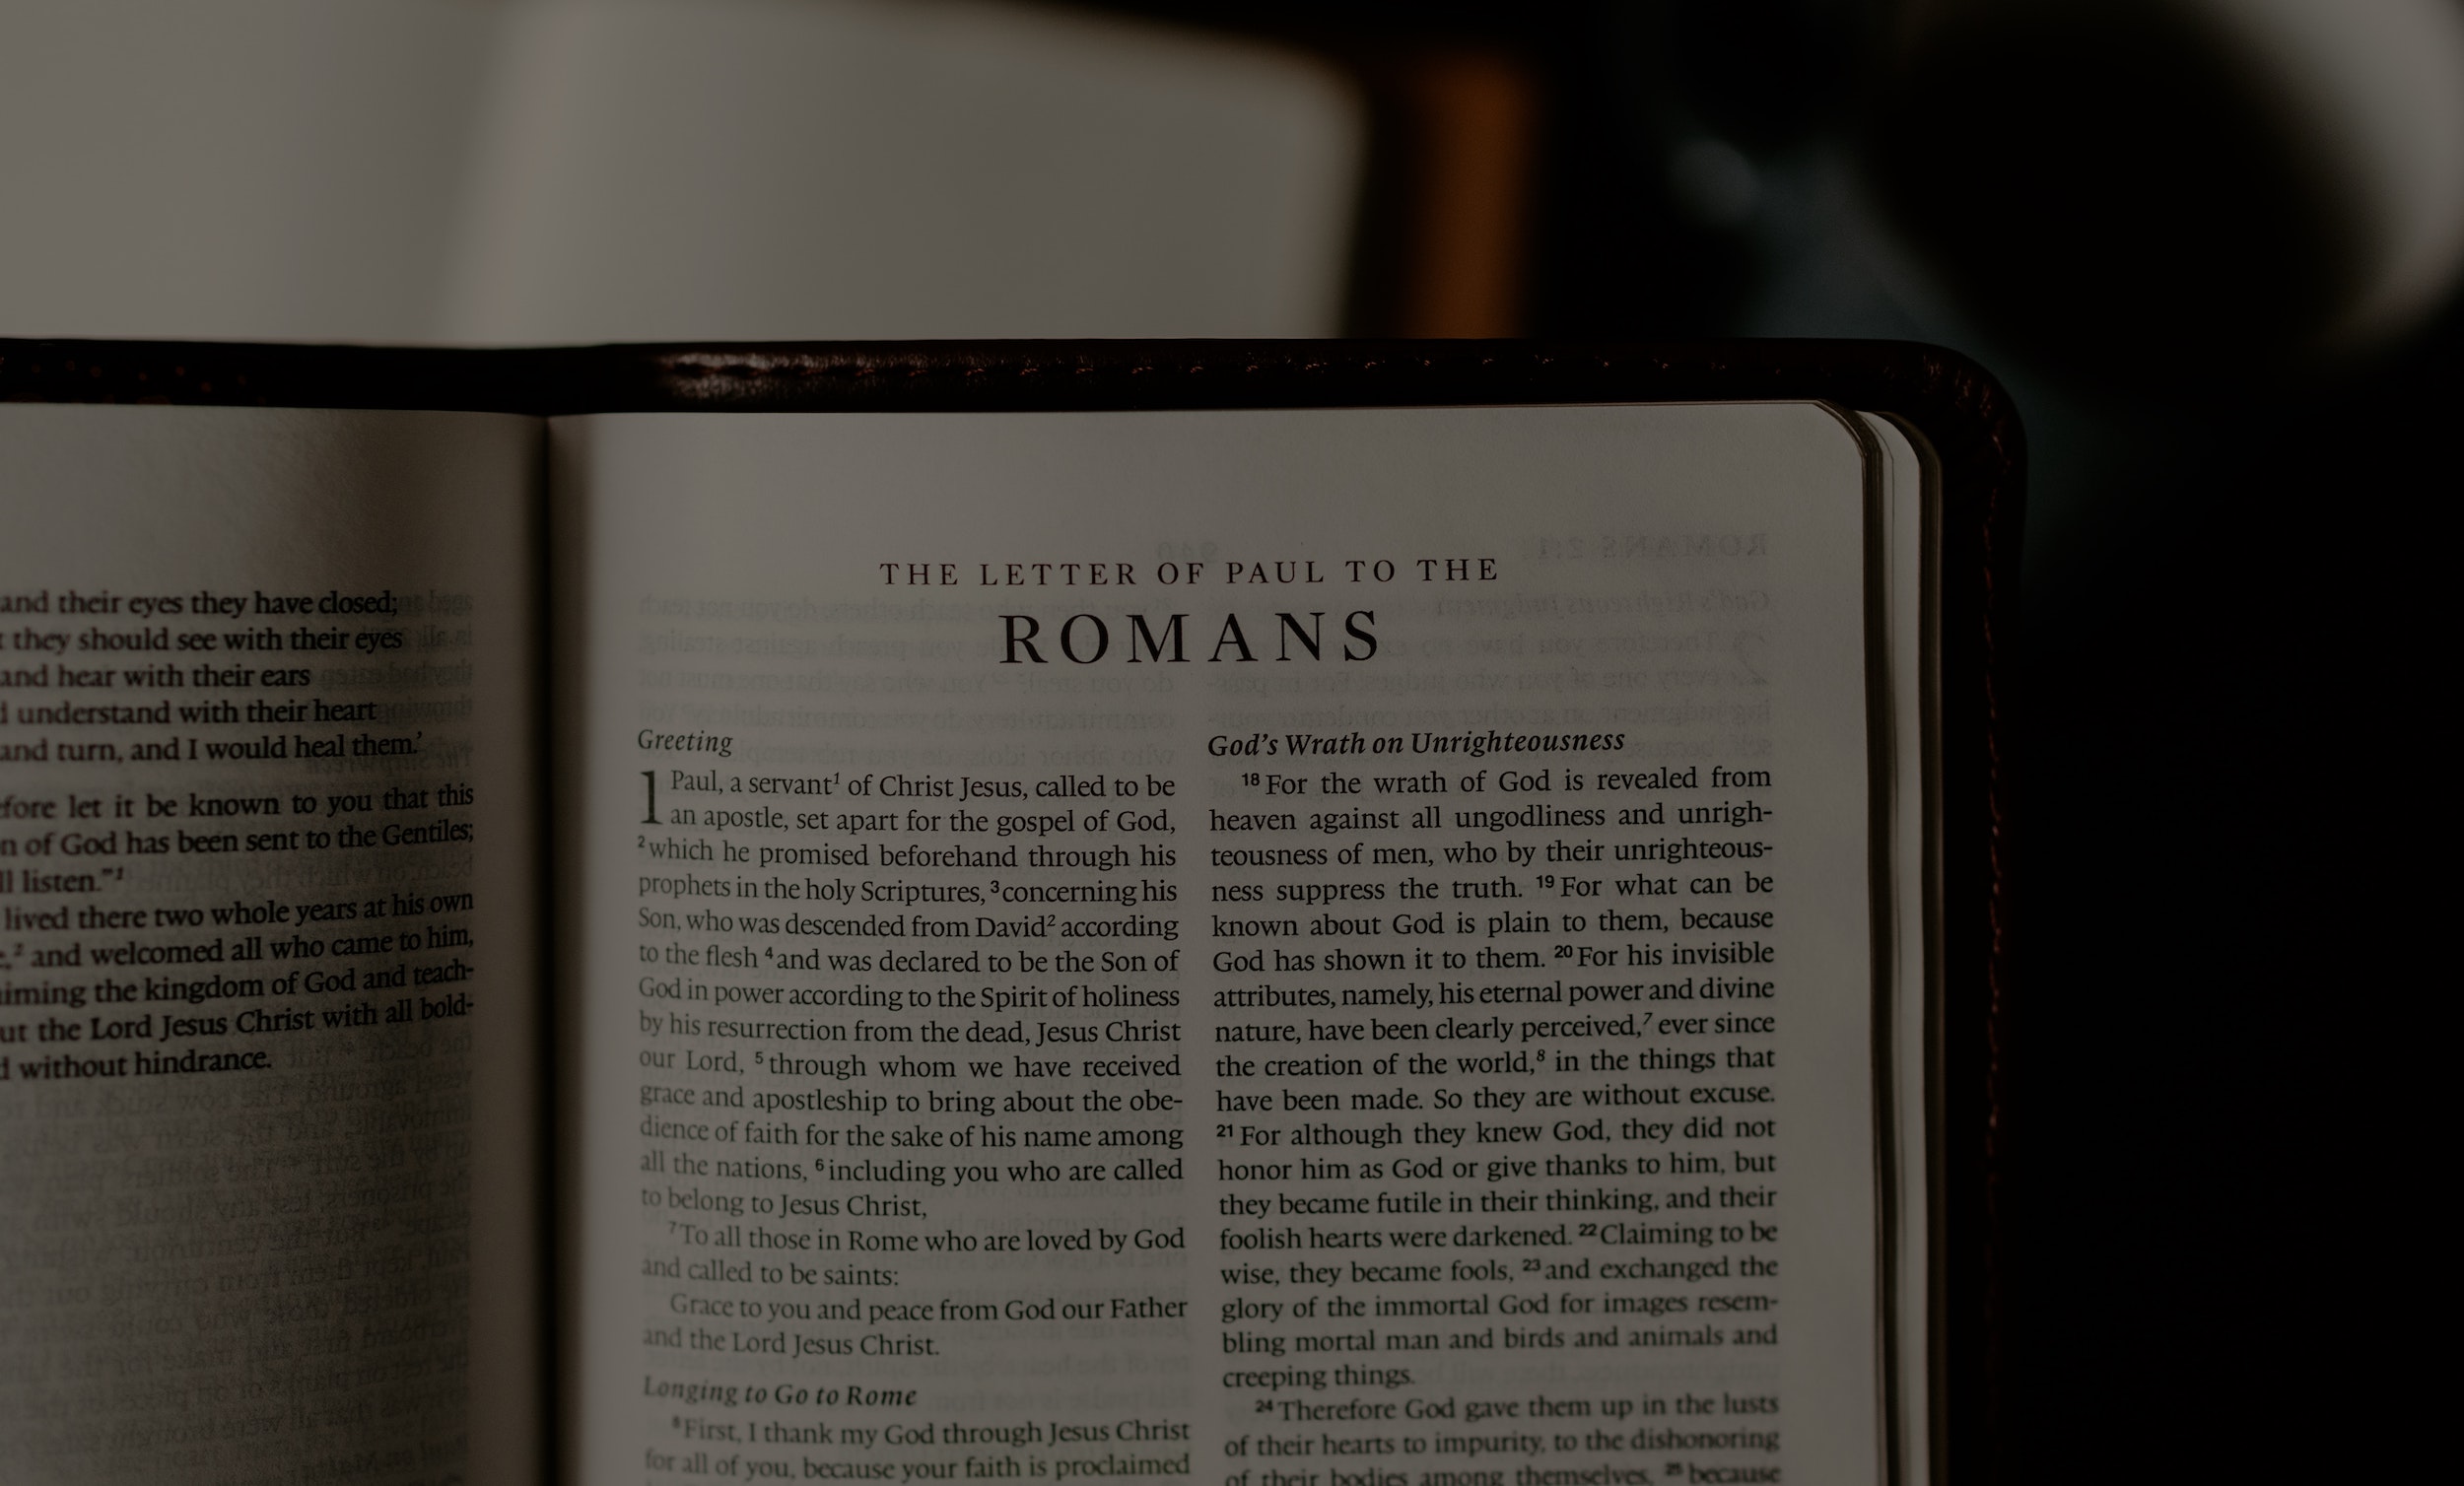 and their eyes they have closed;
they should see with their eyes
and hear with their ears
understand with their heart
and turn, and I would heal them.’
let it be known to you that this
of God has been sent to the Gentiles;
listen.”¹
lived there two whole years at his own
² and welcomed all who came to him,
the kingdom of God and teach-
the Lord Jesus Christ with all bold-
without hindrance.
THE LETTER OF PAUL TO THE
ROMANS
Greeting
1 Paul, a servant¹ of Christ Jesus, called to be
an apostle, set apart for the gospel of God,
² which he promised beforehand through his
prophets in the holy Scriptures, ³ concerning his
Son, who was descended from David² according
to the flesh ⁴ and was declared to be the Son of
God in power according to the Spirit of holiness
by his resurrection from the dead, Jesus Christ
our Lord, ⁵ through whom we have received
grace and apostleship to bring about the obe-
dience of faith for the sake of his name among
all the nations, ⁶ including you who are called
to belong to Jesus Christ,
⁷ To all those in Rome who are loved by God
and called to be saints:
Grace to you and peace from God our Father
and the Lord Jesus Christ.
Longing to Go to Rome
⁸ First, I thank my God through Jesus Christ
for all of you, because your faith is proclaimed
God’s Wrath on Unrighteousness
¹⁸ For the wrath of God is revealed from
heaven against all ungodliness and unrigh-
teousness of men, who by their unrighteous-
ness suppress the truth. ¹⁹ For what can be
known about God is plain to them, because
God has shown it to them. ²⁰ For his invisible
attributes, namely, his eternal power and divine
nature, have been clearly perceived,⁷ ever since
the creation of the world,⁸ in the things that
have been made. So they are without excuse.
²¹ For although they knew God, they did not
honor him as God or give thanks to him, but
they became futile in their thinking, and their
foolish hearts were darkened. ²² Claiming to be
wise, they became fools, ²³ and exchanged the
glory of the immortal God for images resem-
bling mortal man and birds and animals and
creeping things.
²⁴ Therefore God gave them up in the lusts
of their hearts to impurity, to the dishonoring
of their bodies among themselves, ²⁵ because